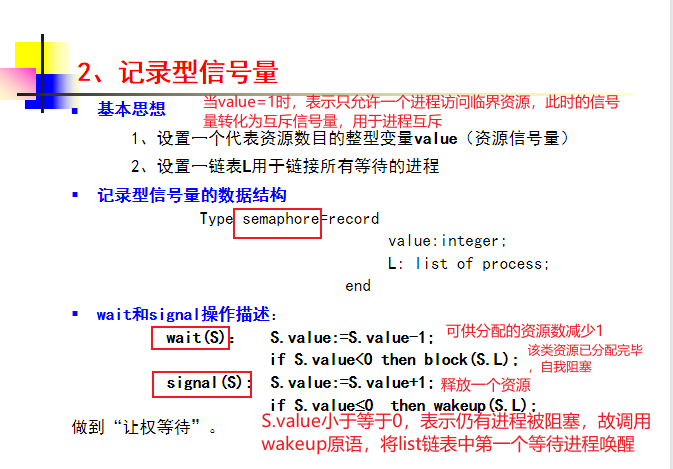 2、记录型信号量
基本思想
当value=1时，表示只允许一个进程访问临界资源，此时的信号
量转化为互斥信号量，用于进程互斥
1、设置一个代表资源数目的整型变量value（资源信号量）
2、设置一链表L用于链接所有等待的进程
记录型信号量的数据结构
Type semaphore=record
value:integer;
L: list of process;
end
wait和signal操作描述：
wait(S): S.value:=S.value-1; 可供分配的资源数减少1
if S.value<0 then block(S.L); 该类资源已分配完毕
，自我阻塞
signal(S): S.value:=S.value+1; 释放一个资源
if S.value≤0 then wakeup(S.L);
做到“让权等待”。
S.value小于等于0，表示仍有进程被阻塞，故调用
wakeup原语，将list链表中第一个等待进程唤醒